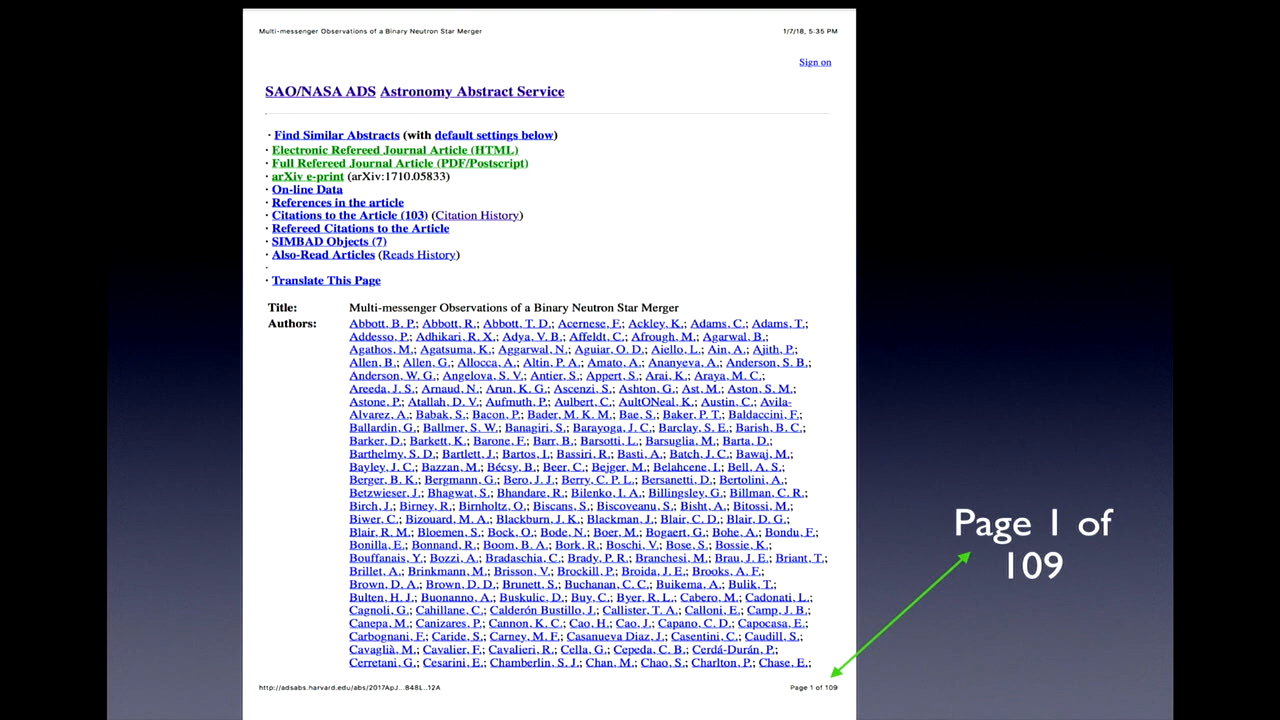 Multi-messenger Observations of a Binary Neutron Star Merger
1/7/18, 5:35 PM
Sign on
SAO/NASA ADS Astronomy Abstract Service
· Find Similar Abstracts (with default settings below)
· Electronic Refereed Journal Article (HTML)
· Full Refereed Journal Article (PDF/Postscript)
· arXiv e-print (arXiv:1710.05833)
· On-line Data
· References in the article
· Citations to the Article (103) (Citation History)
· Refereed Citations to the Article
· SIMBAD Objects (7)
· Also-Read Articles (Reads History)
·
· Translate This Page
Title: Multi-messenger Observations of a Binary Neutron Star Merger
Authors: Abbott, B. P.; Abbott, R.; Abbott, T. D.; Acernese, F.; Ackley, K.; Adams, C.; Adams, T.;
Addesso, P.; Adhikari, R. X.; Adya, V. B.; Affeldt, C.; Afrough, M.; Agarwal, B.;
Agathos, M.; Agatsuma, K.; Aggarwal, N.; Aguiar, O. D.; Aiello, L.; Ain, A.; Ajith, P.;
Allen, B.; Allen, G.; Allocca, A.; Altin, P. A.; Amato, A.; Ananyeva, A.; Anderson, S. B.;
Anderson, W. G.; Angelova, S. V.; Antier, S.; Appert, S.; Arai, K.; Araya, M. C.;
Areeda, J. S.; Arnaud, N.; Arun, K. G.; Ascenzi, S.; Ashton, G.; Ast, M.; Aston, S. M.;
Astone, P.; Atallah, D. V.; Aufmuth, P.; Aulbert, C.; AultONeal, K.; Austin, C.; Avila-
Alvarez, A.; Babak, S.; Bacon, P.; Bader, M. K. M.; Bae, S.; Baker, P. T.; Baldaccini, F.;
Ballardin, G.; Ballmer, S. W.; Banagiri, S.; Barayoga, J. C.; Barclay, S. E.; Barish, B. C.;
Barker, D.; Barkett, K.; Barone, F.; Barr, B.; Barsotti, L.; Barsuglia, M.; Barta, D.;
Barthelmy, S. D.; Bartlett, J.; Bartos, I.; Bassiri, R.; Basti, A.; Batch, J. C.; Bawaj, M.;
Bayley, J. C.; Bazzan, M.; Bécsy, B.; Beer, C.; Bejger, M.; Belahcene, I.; Bell, A. S.;
Berger, B. K.; Bergmann, G.; Bero, J. J.; Berry, C. P. L.; Bersanetti, D.; Bertolini, A.;
Betzwieser, J.; Bhagwat, S.; Bhandare, R.; Bilenko, I. A.; Billingsley, G.; Billman, C. R.;
Birch, J.; Birney, R.; Birnholtz, O.; Biscans, S.; Biscoveanu, S.; Bisht, A.; Bitossi, M.;
Biwer, C.; Bizouard, M. A.; Blackburn, J. K.; Blackman, J.; Blair, C. D.; Blair, D. G.;
Blair, R. M.; Bloemen, S.; Bock, O.; Bode, N.; Boer, M.; Bogaert, G.; Bohe, A.; Bondu, F.;
Bonilla, E.; Bonnand, R.; Boom, B. A.; Bork, R.; Boschi, V.; Bose, S.; Bossie, K.;
Bouffanais, Y.; Bozzi, A.; Bradaschia, C.; Brady, P. R.; Branchesi, M.; Brau, J. E.; Briant, T.;
Brillet, A.; Brinkmann, M.; Brisson, V.; Brockill, P.; Broida, J. E.; Brooks, A. F.;
Brown, D. A.; Brown, D. D.; Brunett, S.; Buchanan, C. C.; Buikema, A.; Bulik, T.;
Bulten, H. J.; Buonanno, A.; Buskulic, D.; Buy, C.; Byer, R. L.; Cabero, M.; Cadonati, L.;
Cagnoli, G.; Cahillane, C.; Calderón Bustillo, J.; Callister, T. A.; Calloni, E.; Camp, J. B.;
Canepa, M.; Canizares, P.; Cannon, K. C.; Cao, H.; Cao, J.; Capano, C. D.; Capocasa, E.;
Carbognani, F.; Caride, S.; Carney, M. F.; Casanueva Diaz, J.; Casentini, C.; Caudill, S.;
Cavaglià, M.; Cavalier, F.; Cavalieri, R.; Cella, G.; Cepeda, C. B.; Cerdá-Durán, P.;
Cerretani, G.; Cesarini, E.; Chamberlin, S. J.; Chan, M.; Chao, S.; Charlton, P.; Chase, E.;
http://adsabs.harvard.edu/abs/2017ApJ...848L..12A
Page 1 of 109
Page 1 of
109